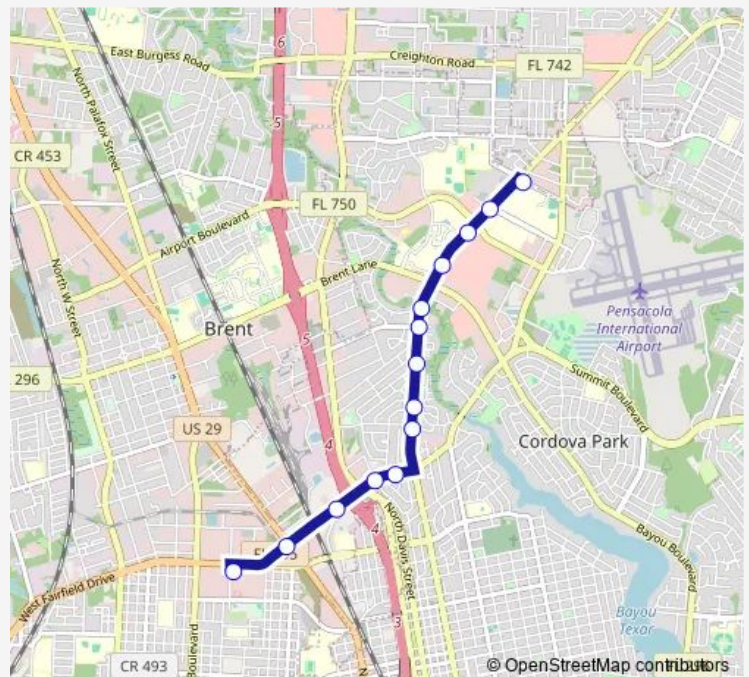 6
East Burgess Road
Creighton Road
FL 742
North Palafox Street
5
CR 453
FL 750
Airport Boulevard
North W Street
Brent Lane
Pensacola
International
Airport
Brent
5
296
Summit Boulevard
US 29
4
Cordova Park
4
North Davis Street
Bayou Boulevard
West Fairfield Drive
3
Bayou
Texar
CR 493
Boulevard
N
© OpenStreetMap contributors